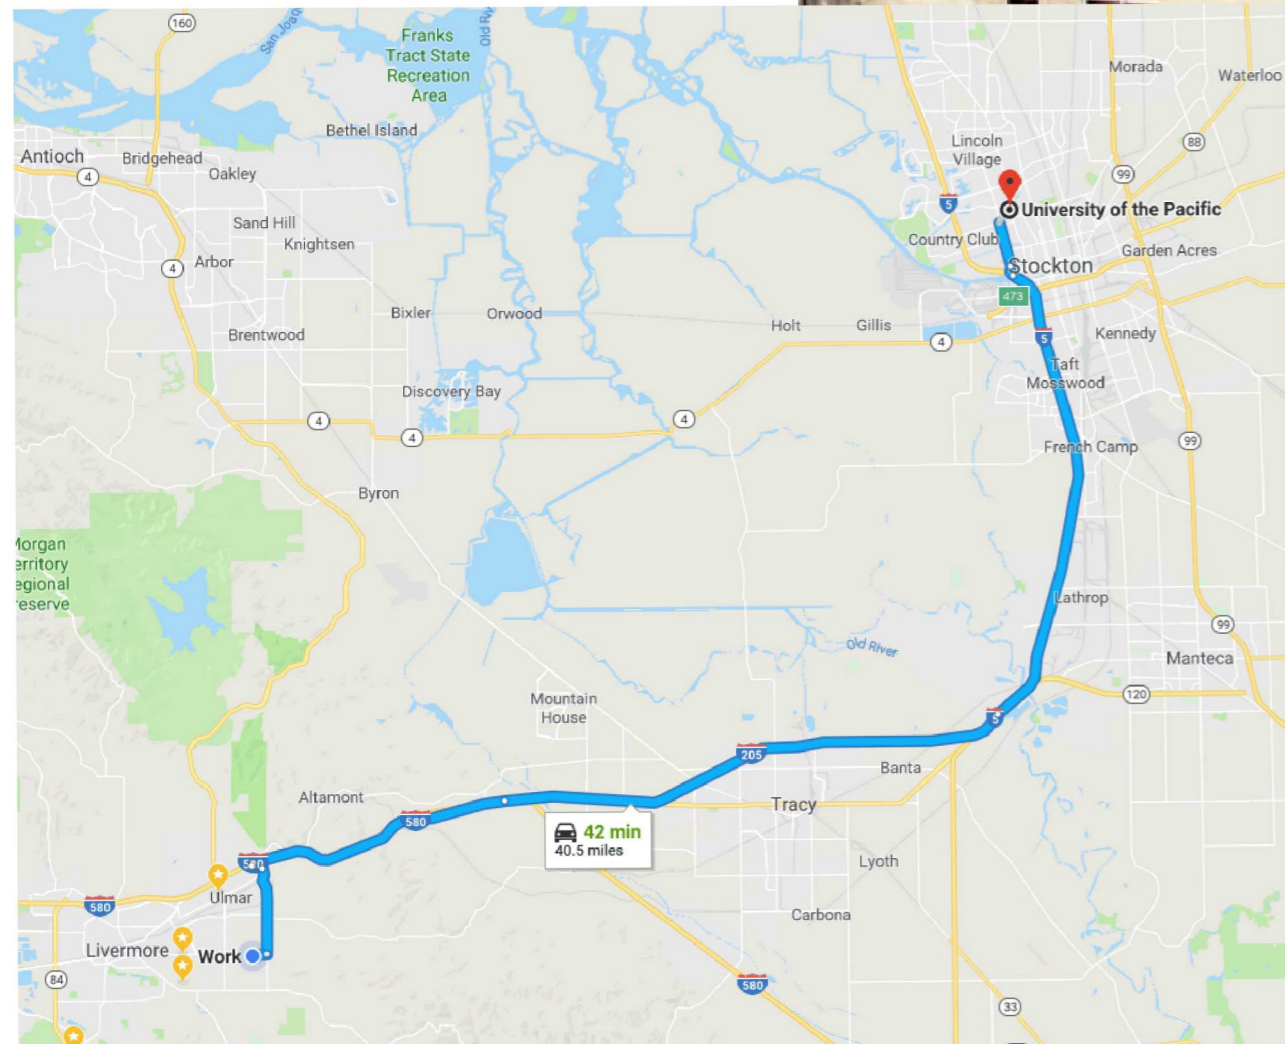 160
San Joaq
Old Riv
Franks
Tract State
Recreation
Area
Morada
Waterloo
Bethel Island
88
Lincoln
Village
Antioch
Bridgehead
Oakley
4
99
5
University of the Pacific
Sand Hill
Knightsen
Country Club
Garden Acres
4
Arbor
Stockton
473
Bixler
Orwood
Holt
Gillis
Brentwood
4
5
Kennedy
Taft
Mosswood
Discovery Bay
4
4
4
French Camp
99
Byron
Morgan
erritory
egional
reserve
Lathrop
99
Old River
Manteca
120
Mountain
House
5
205
Banta
Altamont
Tracy
580
42 min
40.5 miles
Lyoth
580
Ulmar
580
Carbona
Livermore
Work
84
580
33